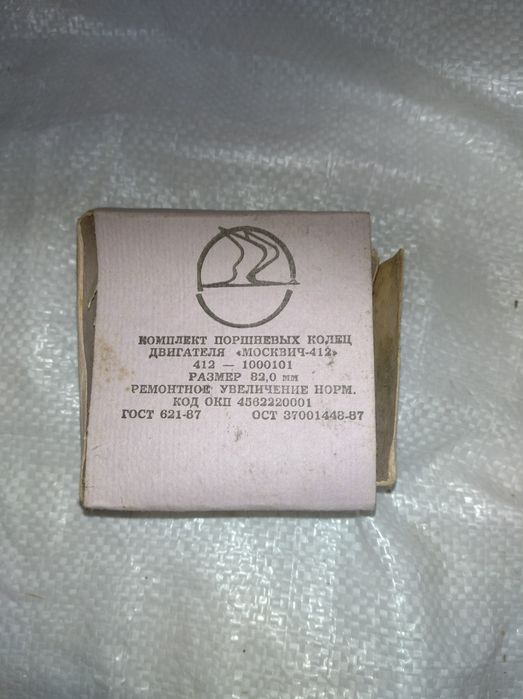 КОМПЛЕКТ ПОРШНЕВЫХ КОЛЕЦ
ДВИГАТЕЛЯ «МОСКВИЧ-412»
412 — 1000101
РАЗМЕР 82,0 мм
РЕМОНТНОЕ УВЕЛИЧЕНИЕ НОРМ.
КОД ОКП 4562220001
ГОСТ 621-87 ОСТ 37001448-87